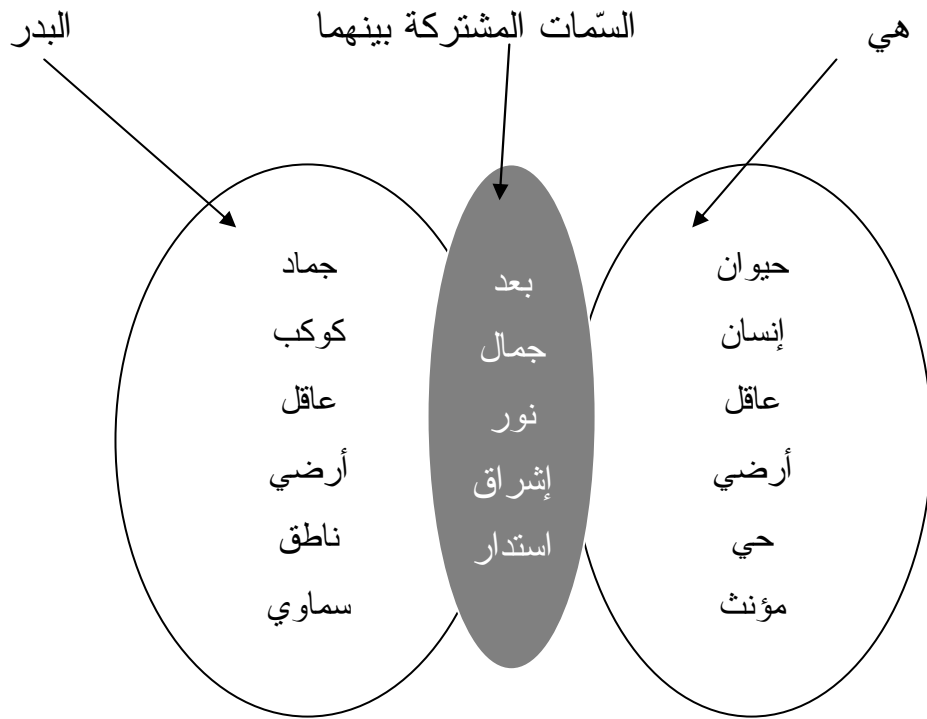 هي
السّمات المشتركة بينهما
البدر
حيوان
إنسان
عاقل
أرضي
حي
مؤنث
بعد
جمال
نور
إشراق
استدار
جماد
كوكب
عاقل
أرضي
ناطق
سماوي